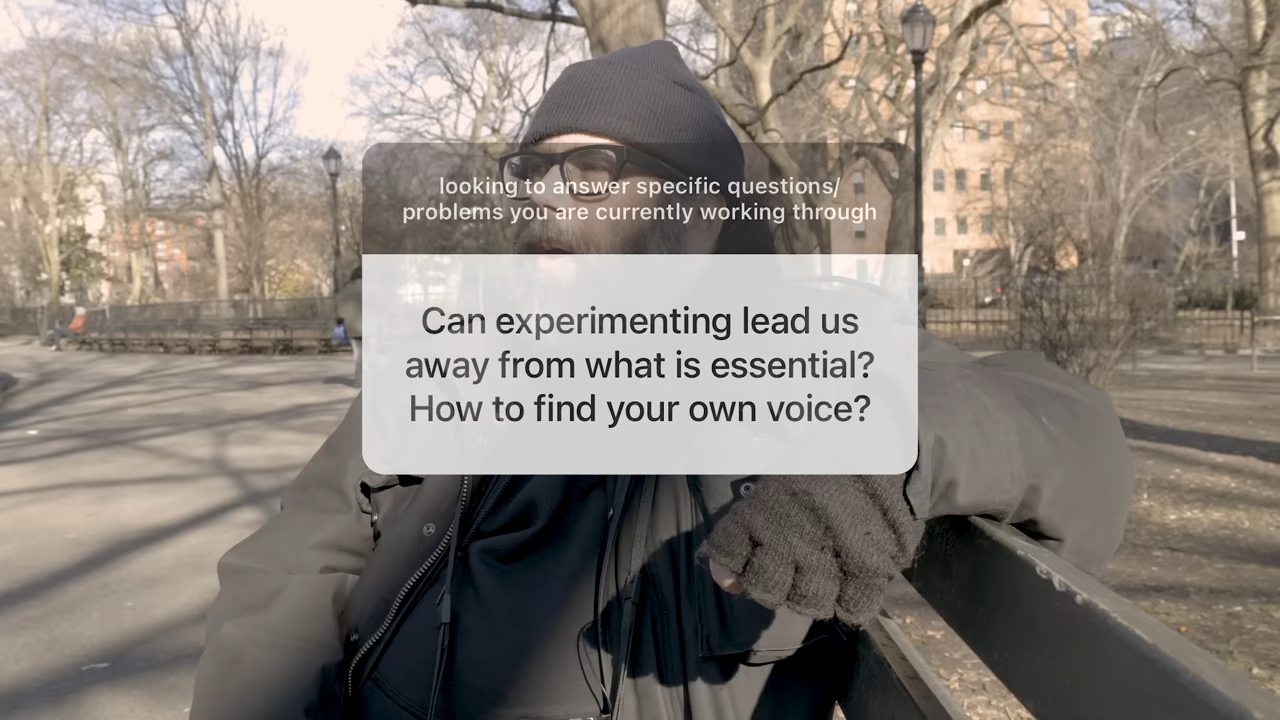 looking to answer specific questions/
problems you are currently working through
Can experimenting lead us
away from what is essential?
How to find your own voice?